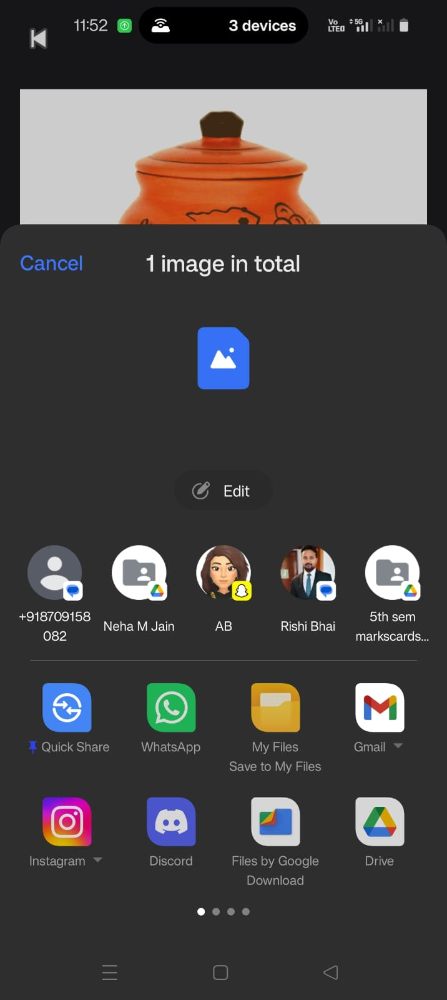 11:52
3 devices
Vo
LTE
5G
Cancel
1 image in total
Edit
+918709158
082
Neha M Jain
AB
Rishi Bhai
5th sem
markscards...
Quick Share
WhatsApp
My Files
Save to My Files
Gmail
Instagram
Discord
Files by Google
Download
Drive